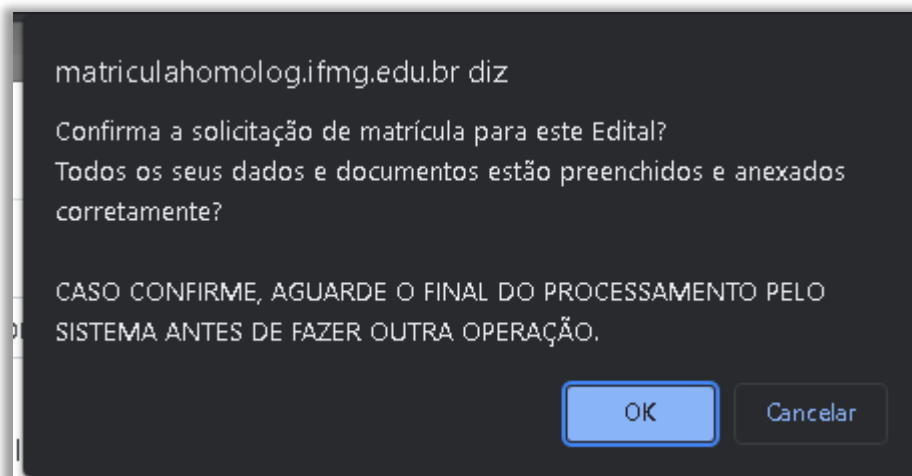 matriculahomolog.ifmg.edu.br diz
Confirma a solicitação de matrícula para este Edital?
Todos os seus dados e documentos estão preenchidos e anexados
corretamente?
CASO CONFIRME, AGUARDE O FINAL DO PROCESSAMENTO PELO
SISTEMA ANTES DE FAZER OUTRA OPERAÇÃO.
OK
Cancelar